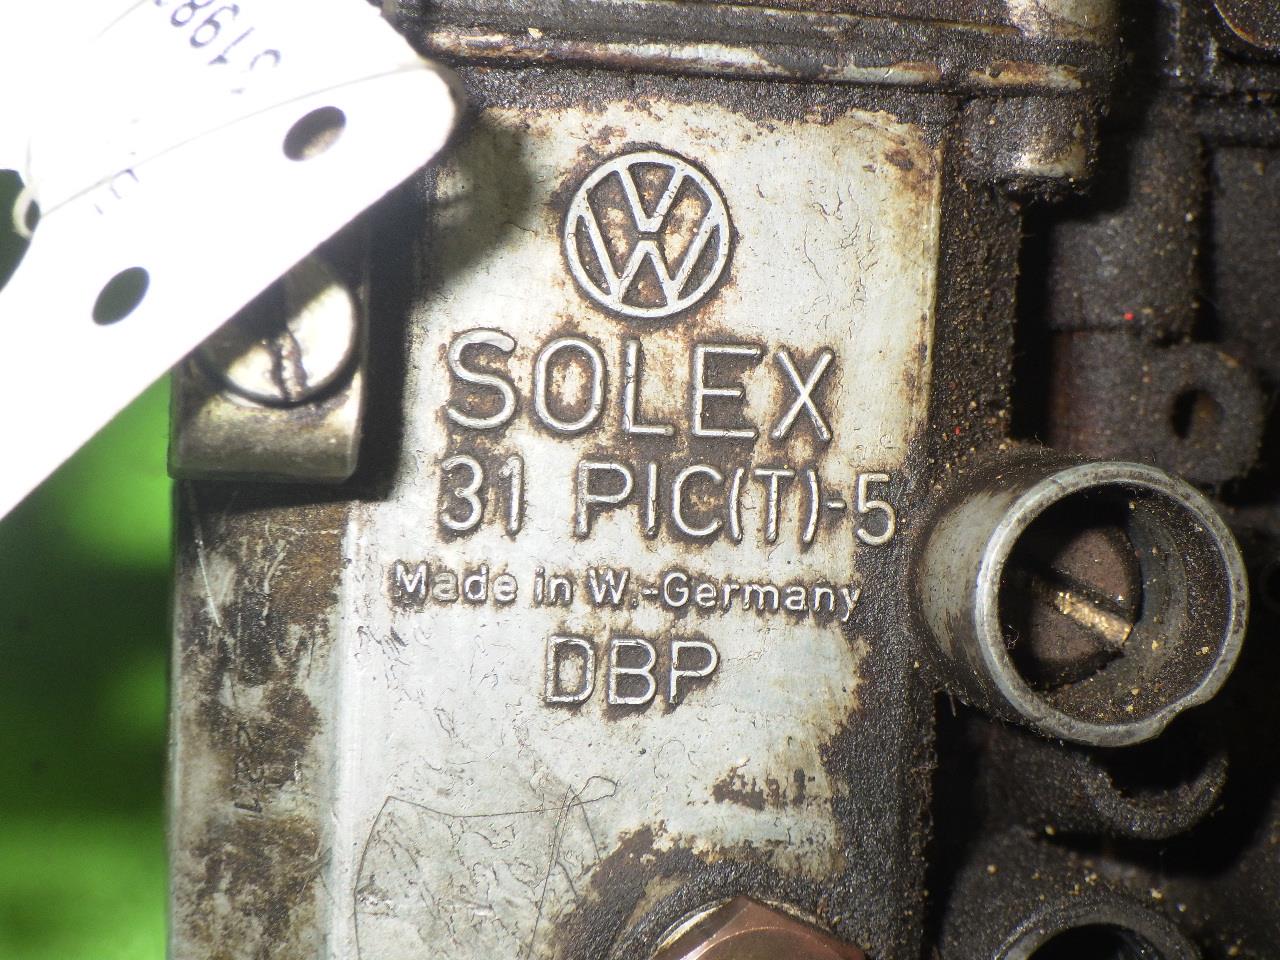 SOLEX
31 PIC(T)-5
Made in W.-Germany
DBP